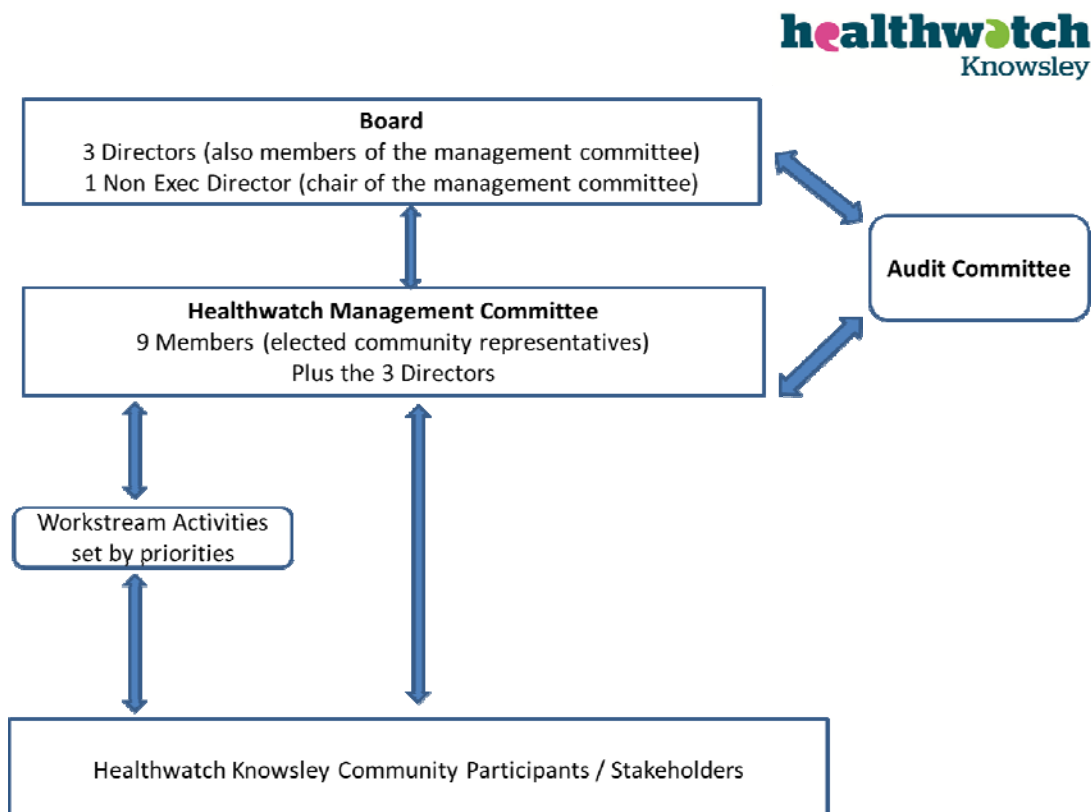 healthwatch
Knowsley
Board
3 Directors (also members of the management committee)
1 Non Exec Director (chair of the management committee)
Audit Committee
Healthwatch Management Committee
9 Members (elected community representatives)
Plus the 3 Directors
Workstream Activities
set by priorities
Healthwatch Knowsley Community Participants / Stakeholders